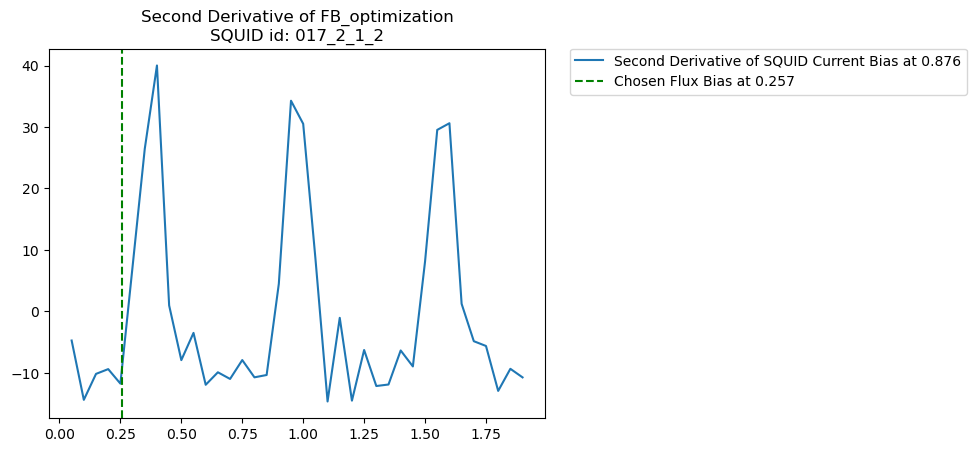 Second Derivative of FB_optimization
SQUID id: 017_2_1_2
Second Derivative of SQUID Current Bias at 0.876
Chosen Flux Bias at 0.257
40
30
20
10
0
−10
0.00 0.25 0.50 0.75 1.00 1.25 1.50 1.75